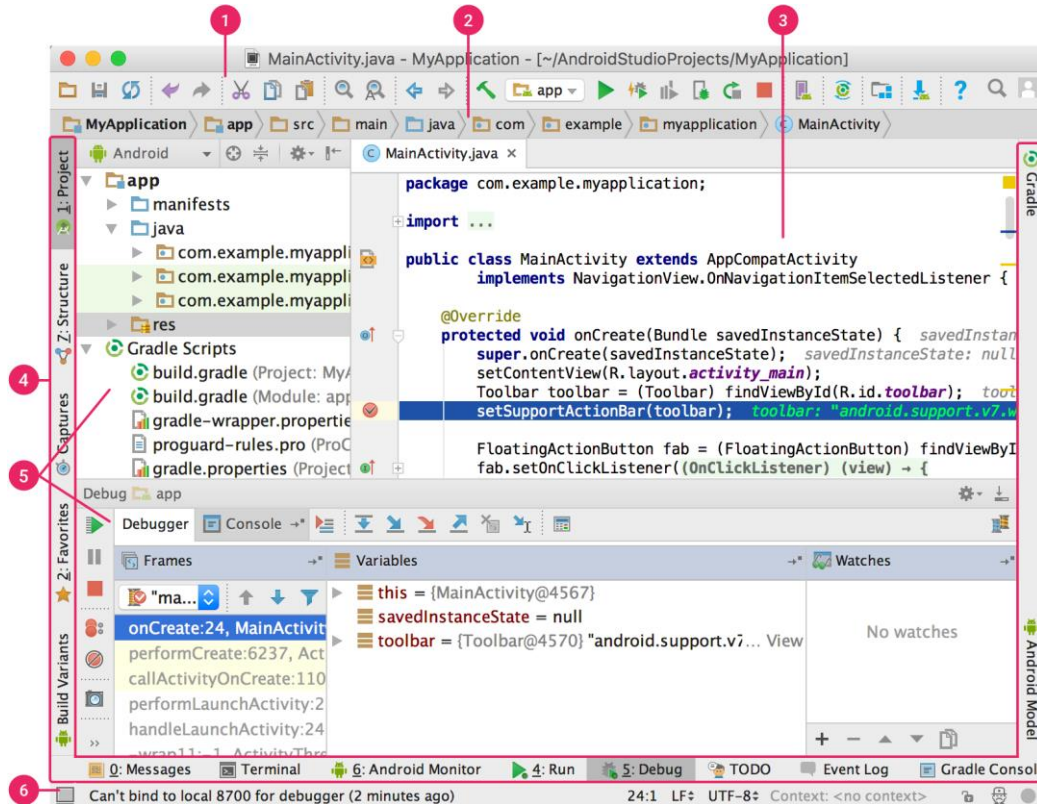 1 2 3
MainActivity.java - MyApplication - [~/AndroidStudioProjects/MyApplication]
app
MyApplication app src main java com example myapplication MainActivity
1: Project
Z: Structure
Captures
2: Favorites
Build Variants
4
5
6
Android
app
manifests
java
com.example.myappli
com.example.myappli
com.example.myappli
res
Gradle Scripts
build.gradle (Project: MyA
build.gradle (Module: app
gradle-wrapper.propertie
proguard-rules.pro (ProC
gradle.properties (Project
MainActivity.java
package com.example.myapplication;
import ...
public class MainActivity extends AppCompatActivity
implements NavigationView.OnNavigationItemSelectedListener {
@Override
protected void onCreate(Bundle savedInstanceState) { savedInstan
super.onCreate(savedInstanceState); savedInstanceState: null
setContentView(R.layout.activity_main);
Toolbar toolbar = (Toolbar) findViewById(R.id.toolbar); tool
setSupportActionBar(toolbar); toolbar: "android.support.v7.w
FloatingActionButton fab = (FloatingActionButton) findViewByI
fab.setOnClickListener((OnClickListener) (view) → {
Gradle
Android Model
Debug app
Debugger Console
Frames Variables Watches
"ma...
onCreate:24, MainActivit
performCreate:6237, Act
callActivityOnCreate:110
performLaunchActivity:2
handleLaunchActivity:24
-wrap11:-1, ActivityThre
this = {MainActivity@4567}
savedInstanceState = null
toolbar = {Toolbar@4570} "android.support.v7... View
No watches
0: Messages Terminal 6: Android Monitor 4: Run 5: Debug TODO Event Log Gradle Consol
Can't bind to local 8700 for debugger (2 minutes ago) 24:1 LF UTF-8 Context: <no context>